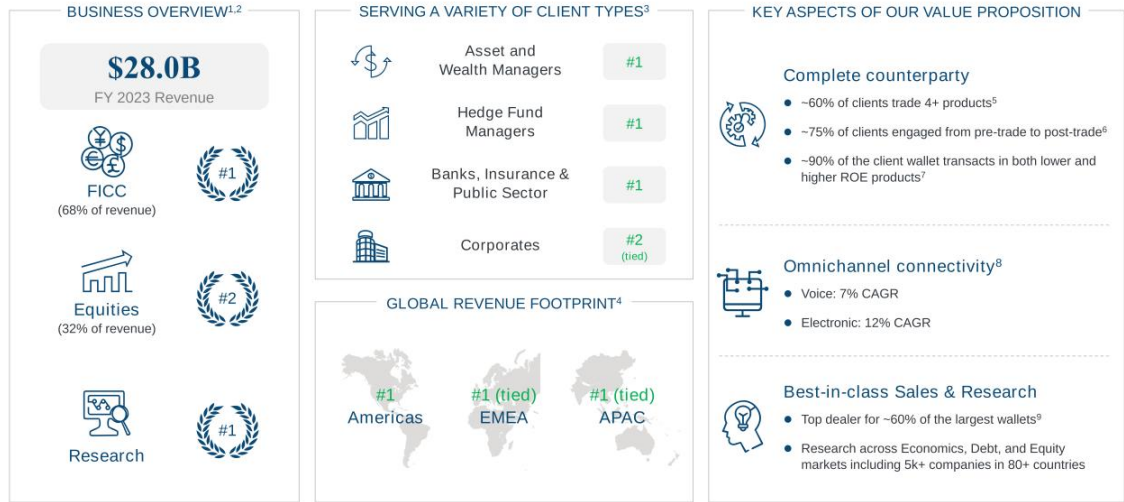 BUSINESS OVERVIEW1,2
$28.0B
FY 2023 Revenue
FICC
(68% of revenue)
#1
Equities
(32% of revenue)
#2
Research
#1
SERVING A VARIETY OF CLIENT TYPES3
Asset and
Wealth Managers
#1
Hedge Fund
Managers
#1
Banks, Insurance &
Public Sector
#1
Corporates
#2
(tied)
GLOBAL REVENUE FOOTPRINT4
#1
Americas
#1 (tied)
EMEA
#1 (tied)
APAC
KEY ASPECTS OF OUR VALUE PROPOSITION
Complete counterparty
● ~60% of clients trade 4+ products5
● ~75% of clients engaged from pre-trade to post-trade6
● ~90% of the client wallet transacts in both lower and
higher ROE products7
Omnichannel connectivity8
● Voice: 7% CAGR
● Electronic: 12% CAGR
Best-in-class Sales & Research
● Top dealer for ~60% of the largest wallets9
● Research across Economics, Debt, and Equity
markets including 5k+ companies in 80+ countries